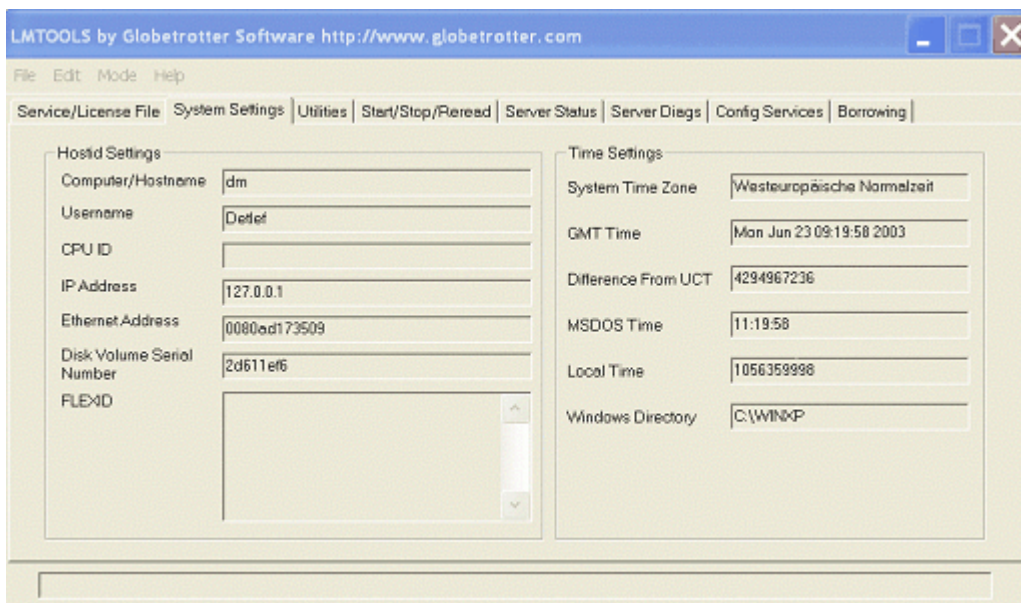 LMTOOLS by Globetrotter Software http://www.globetrotter.com
File Edit Mode Help
Service/License File System Settings Utilities Start/Stop/Reread Server Status Server Diags Config Services Borrowing
Hostid Settings
Computer/Hostname dm
Username Detlef
CPU ID
IP Address 127.0.0.1
Ethernet Address 0080ad173509
Disk Volume Serial
Number 2d611ef6
FLEXID
Time Settings
System Time Zone Westeuropäische Normalzeit
GMT Time Mon Jun 23 09:19:58 2003
Difference From UCT 4294967236
MSDOS Time 11:19:58
Local Time 1056359998
Windows Directory C:\WINXP